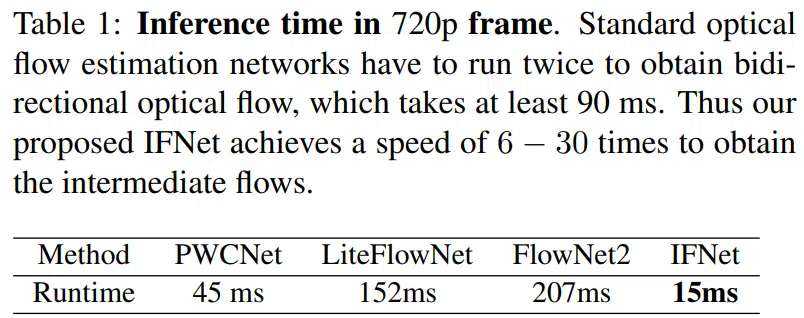 Table 1: Inference time in 720p frame. Standard optical
flow estimation networks have to run twice to obtain bidi-
rectional optical flow, which takes at least 90 ms. Thus our
proposed IFNet achieves a speed of 6 − 30 times to obtain
the intermediate flows.
Method PWCNet LiteFlowNet FlowNet2 IFNet
Runtime 45 ms 152ms 207ms 15ms